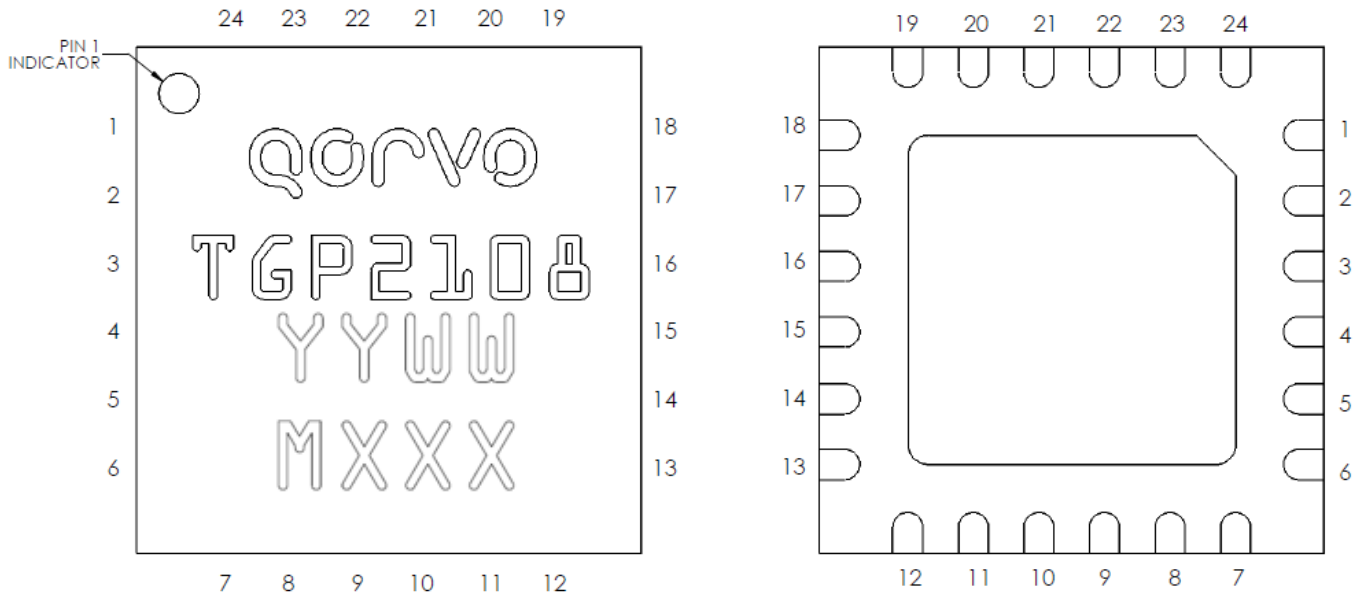 24 23 22 21 20 19
19 20 21 22 23 24
PIN 1
INDICATOR
1 18
2 17
3 16
4 15
5 14
6 13
QORVO
TGP2108
YYWW
MXXX
7 8 9 10 11 12
18 1
17 2
16 3
15 4
14 5
13 6
12 11 10 9 8 7